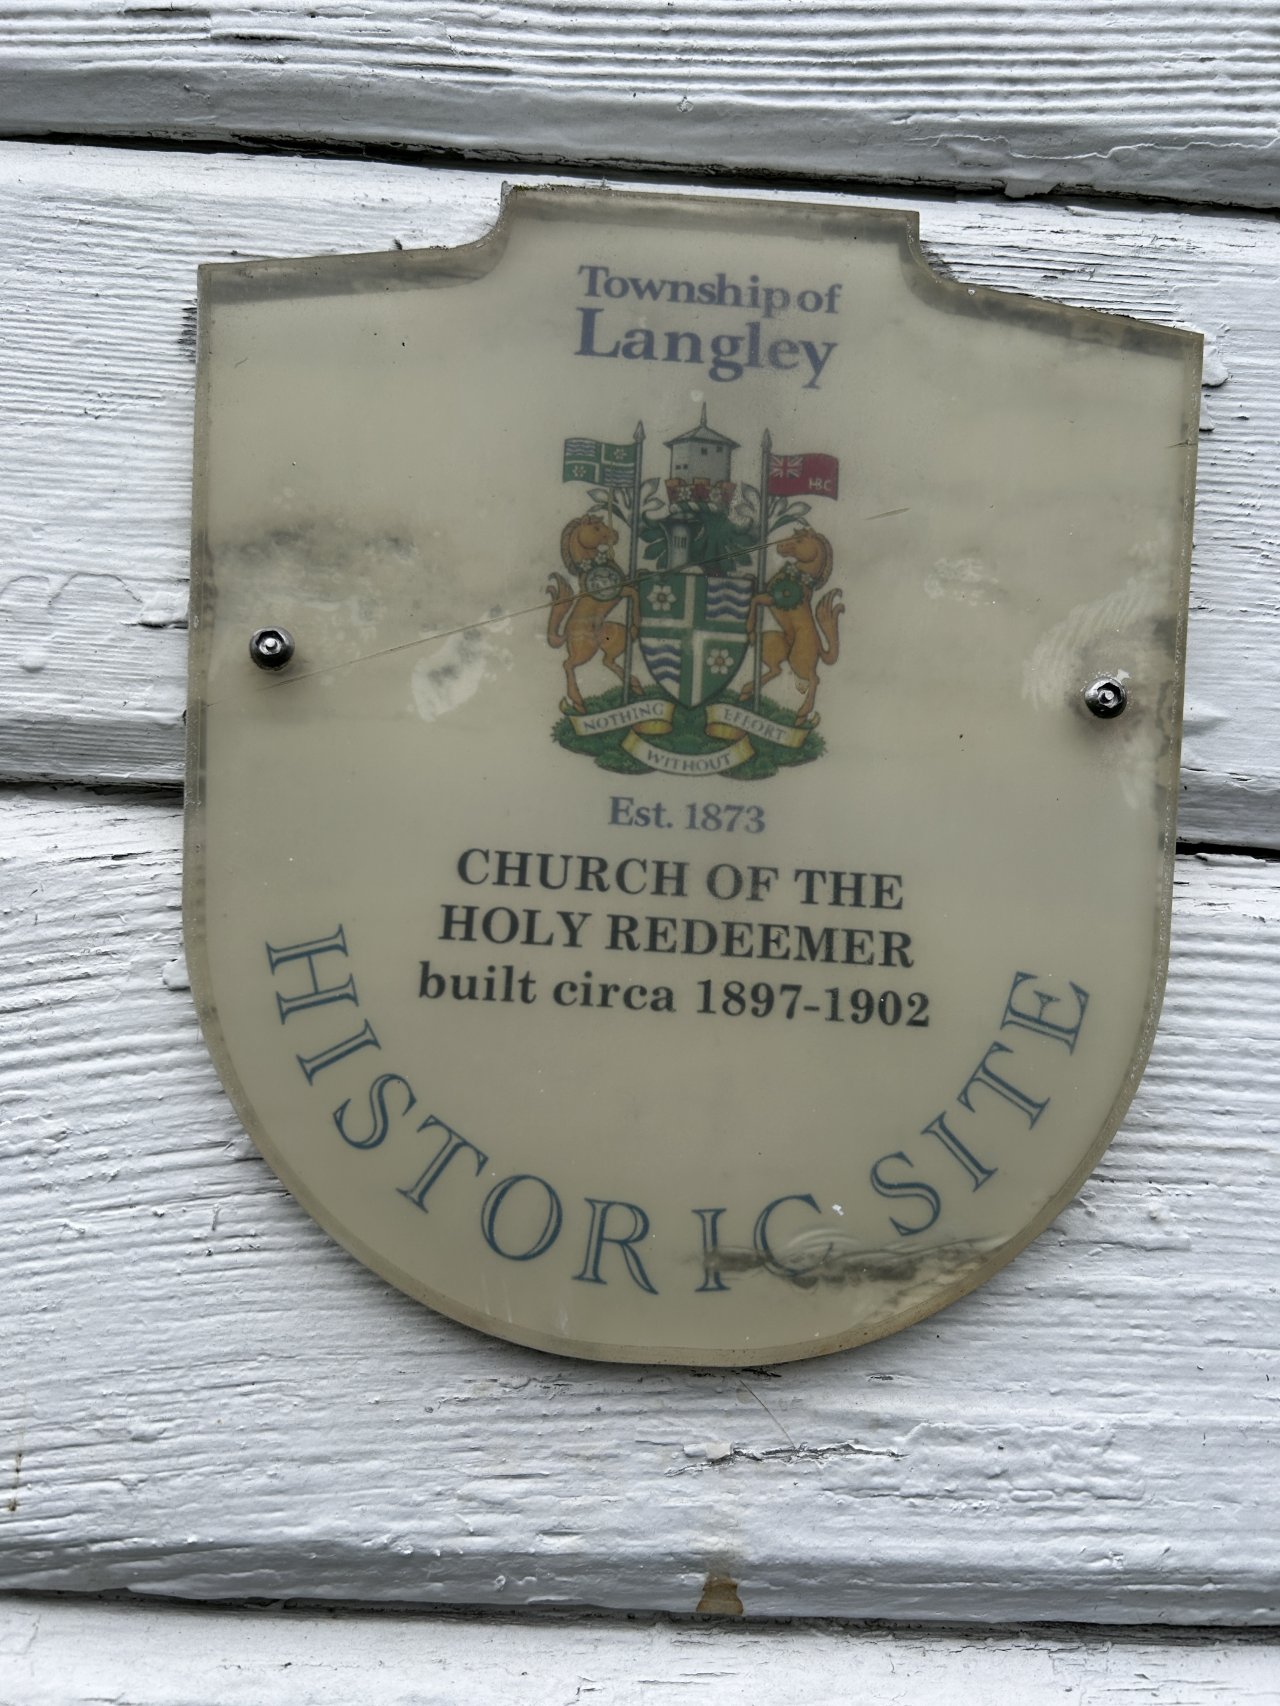 Township of
Langley
HBC
NOTHING
WITHOUT
EFFORT
Est. 1873
CHURCH OF THE
HOLY REDEEMER
built circa 1897-1902
HISTORIC SITE